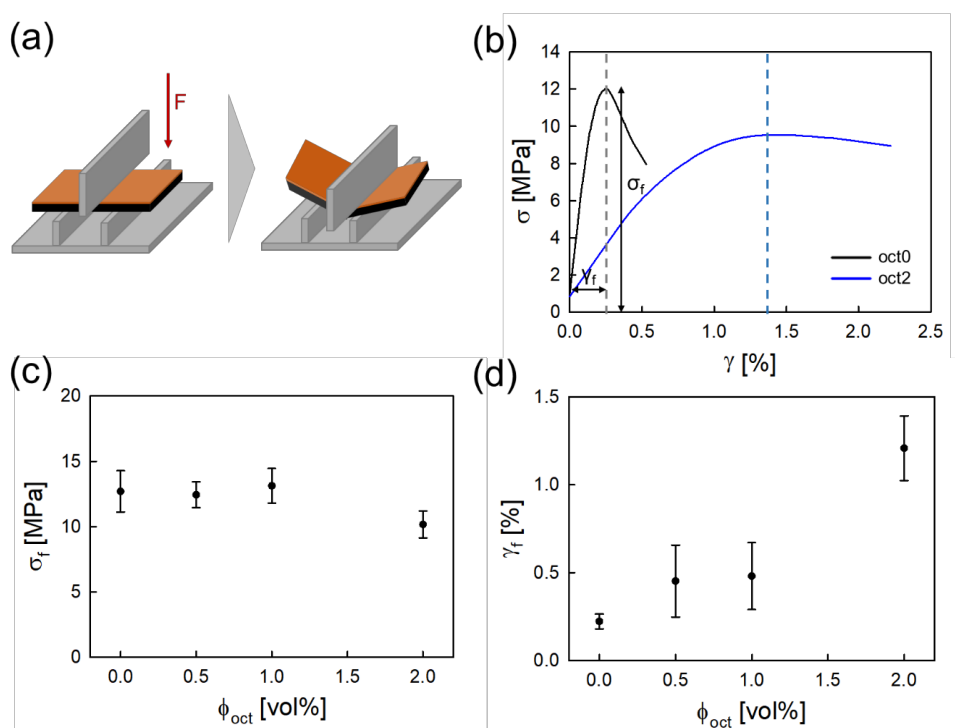 (a)
F
(b)
14
12
10
8
6
4
2
0
σ [MPa]
σf
γf
oct0
oct2
0.0 0.5 1.0 1.5 2.0 2.5
γ [%]
(c)
20
15
10
5
0
σf [MPa]
0.0 0.5 1.0 1.5 2.0
ϕoct [vol%]
(d)
1.5
1.0
0.5
0.0
γf [%]
0.0 0.5 1.0 1.5 2.0
ϕoct [vol%]